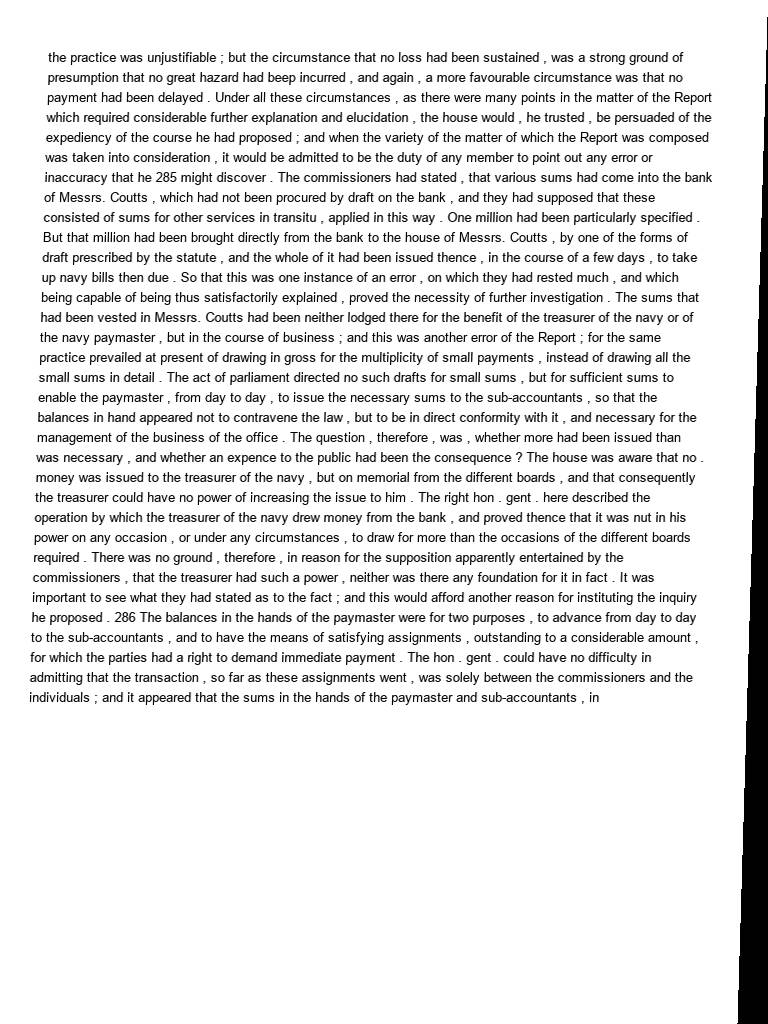 the practice was unjustifiable ; but the circumstance that no loss had been sustained , was a strong ground of
presumption that no great hazard had beep incurred , and again , a more favourable circumstance was that no
payment had been delayed . Under all these circumstances , as there were many points in the matter of the Report
which required considerable further explanation and elucidation , the house would , he trusted , be persuaded of the
expediency of the course he had proposed ; and when the variety of the matter of which the Report was composed
was taken into consideration , it would be admitted to be the duty of any member to point out any error or
inaccuracy that he 285 might discover . The commissioners had stated , that various sums had come into the bank
of Messrs. Coutts , which had not been procured by draft on the bank , and they had supposed that these
consisted of sums for other services in transitu , applied in this way . One million had been particularly specified .
But that million had been brought directly from the bank to the house of Messrs. Coutts , by one of the forms of
draft prescribed by the statute , and the whole of it had been issued thence , in the course of a few days , to take
up navy bills then due . So that this was one instance of an error , on which they had rested much , and which
being capable of being thus satisfactorily explained , proved the necessity of further investigation . The sums that
had been vested in Messrs. Coutts had been neither lodged there for the benefit of the treasurer of the navy or of
the navy paymaster , but in the course of business ; and this was another error of the Report ; for the same
practice prevailed at present of drawing in gross for the multiplicity of small payments , instead of drawing all the
small sums in detail . The act of parliament directed no such drafts for small sums , but for sufficient sums to
enable the paymaster , from day to day , to issue the necessary sums to the sub-accountants , so that the
balances in hand appeared not to contravene the law , but to be in direct conformity with it , and necessary for the
management of the business of the office . The question , therefore , was , whether more had been issued than
was necessary , and whether an expence to the public had been the consequence ? The house was aware that no .
money was issued to the treasurer of the navy , but on memorial from the different boards , and that consequently
the treasurer could have no power of increasing the issue to him . The right hon . gent . here described the
operation by which the treasurer of the navy drew money from the bank , and proved thence that it was nut in his
power on any occasion , or under any circumstances , to draw for more than the occasions of the different boards
required . There was no ground , therefore , in reason for the supposition apparently entertained by the
commissioners , that the treasurer had such a power , neither was there any foundation for it in fact . It was
important to see what they had stated as to the fact ; and this would afford another reason for instituting the inquiry
he proposed . 286 The balances in the hands of the paymaster were for two purposes , to advance from day to day
to the sub-accountants , and to have the means of satisfying assignments , outstanding to a considerable amount ,
for which the parties had a right to demand immediate payment . The hon . gent . could have no difficulty in
admitting that the transaction , so far as these assignments went , was solely between the commissioners and the
individuals ; and it appeared that the sums in the hands of the paymaster and sub-accountants , in